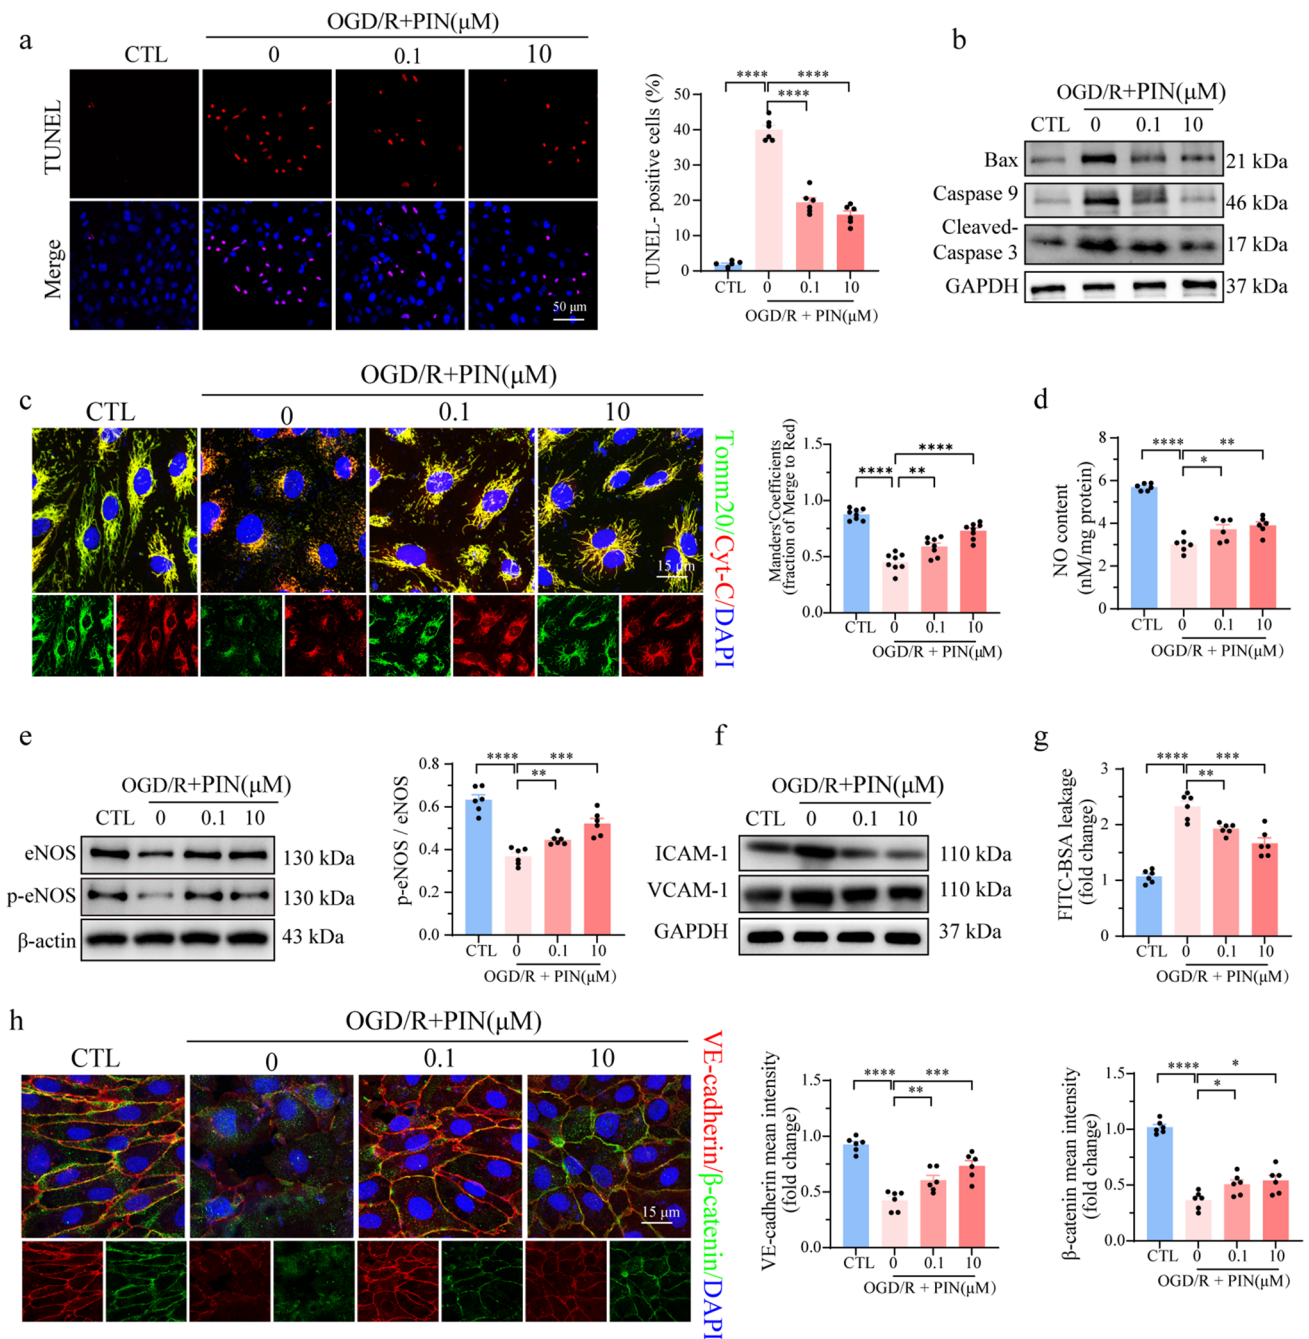 a
OGD/R+PIN(μM)
CTL 0 0.1 10
TUNEL
Merge
50 μm
TUNEL- positive cells (%)
50
40
30
20
10
0
**** ****
****
CTL 0 0.1 10
OGD/R + PIN(μM)
b
OGD/R+PIN(μM)
CTL 0 0.1 10
Bax 21 kDa
Caspase 9 46 kDa
Cleaved-
Caspase 3 17 kDa
GAPDH 37 kDa
c
OGD/R+PIN(μM)
CTL 0 0.1 10
15 μm
Tomm20/Cyt-C/DAPI
Manders'Coefficients
(fraction of Merge to Red)
1.5
1.0
0.5
0.0
****
**** **
CTL 0 0.1 10
OGD/R + PIN(μM)
d
NO content
(nM/mg protein)
8
6
4
2
0
**** **
*
CTL 0 0.1 10
OGD/R + PIN(μM)
e
OGD/R+PIN(μM)
CTL 0 0.1 10
eNOS 130 kDa
p-eNOS 130 kDa
β-actin 43 kDa
p-eNOS / eNOS
0.8
0.6
0.4
0.2
0.0
**** ***
**
CTL 0 0.1 10
OGD/R + PIN(μM)
f
OGD/R+PIN(μM)
CTL 0 0.1 10
ICAM-1 110 kDa
VCAM-1 110 kDa
GAPDH 37 kDa
g
FITC-BSA leakage
(fold change)
3
2
1
0
**** ***
**
CTL 0 0.1 10
OGD/R + PIN(μM)
h
OGD/R+PIN(μM)
CTL 0 0.1 10
15 μm
VE-cadherin/β-catenin/DAPI
VE-cadherin mean intensity
(fold change)
1.5
1.0
0.5
0.0
**** ***
**
CTL 0 0.1 10
OGD/R + PIN(μM)
β-catenin mean intensity
(fold change)
1.5
1.0
0.5
0.0
**** *
*
CTL 0 0.1 10
OGD/R + PIN(μM)